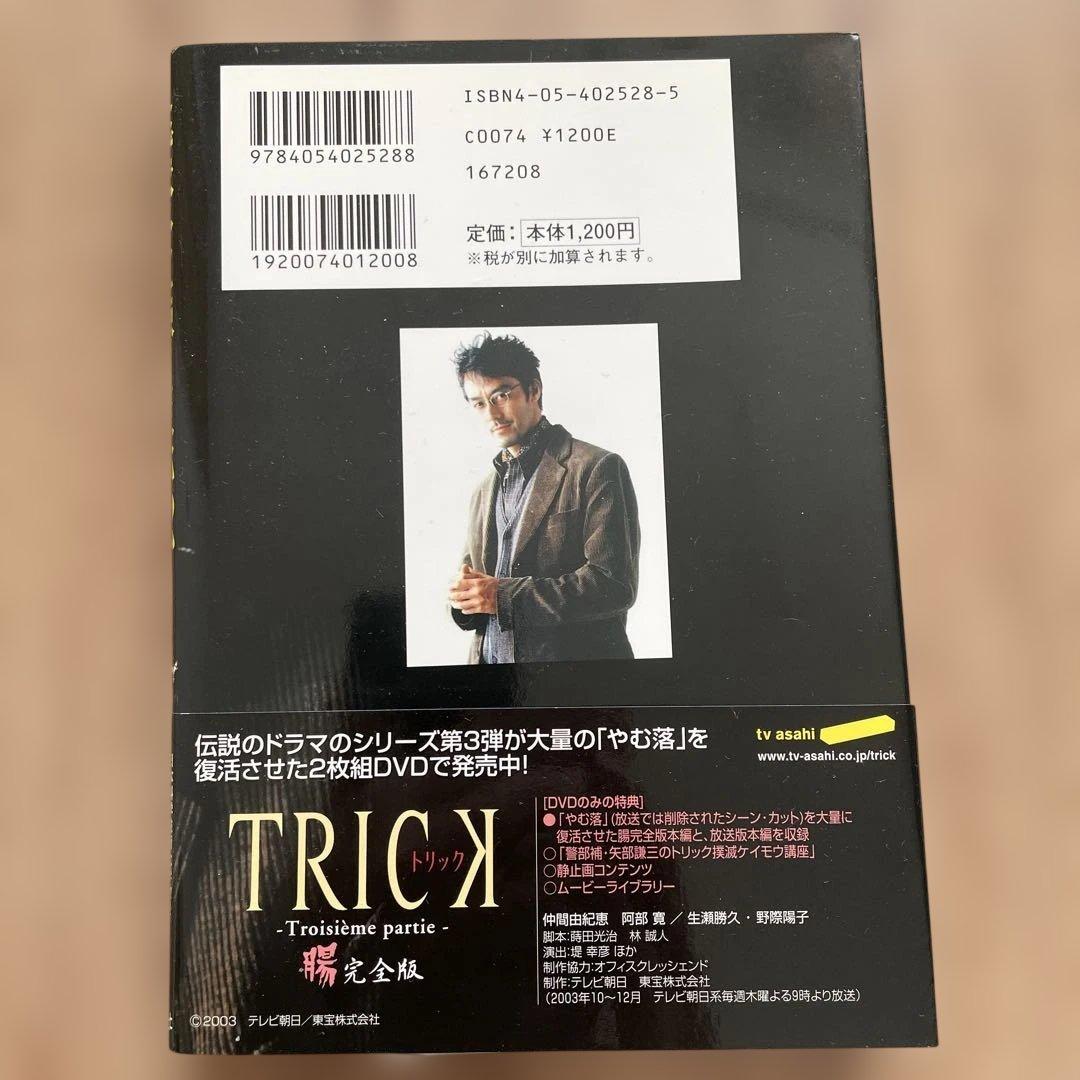 ISBN4-05-402528-5
C0074 ¥1200E
167208
9784054025288
1920074012008
定価：本体1,200円
※税が別に加算されます。
伝説のドラマのシリーズ第3弾が大量の「やむ落」を
復活させた2枚組DVDで発売中！
tv asahi
www.tv-asahi.co.jp/trick
TRICK
トリック
-Troisième partie-
腸完全版
©2003 テレビ朝日／東宝株式会社
[DVDのみの特典]
●「やむ落」(放送では削除されたシーン・カット)を大量に
復活させた腸完全版本編と、放送版本編を収録
○「警部補・矢部謙三のトリック撲滅ケイモウ講座」
○静止画コンテンツ
○ムービーライブラリー
仲間由紀恵 阿部 寛／生瀬勝久・野際陽子
脚本：蒔田光治 林 誠人
演出：堤 幸彦 ほか
制作協力：オフィスクレッシェンド
制作：テレビ朝日 東宝株式会社
（2003年10〜12月 テレビ朝日系毎週木曜よる9時より放送）